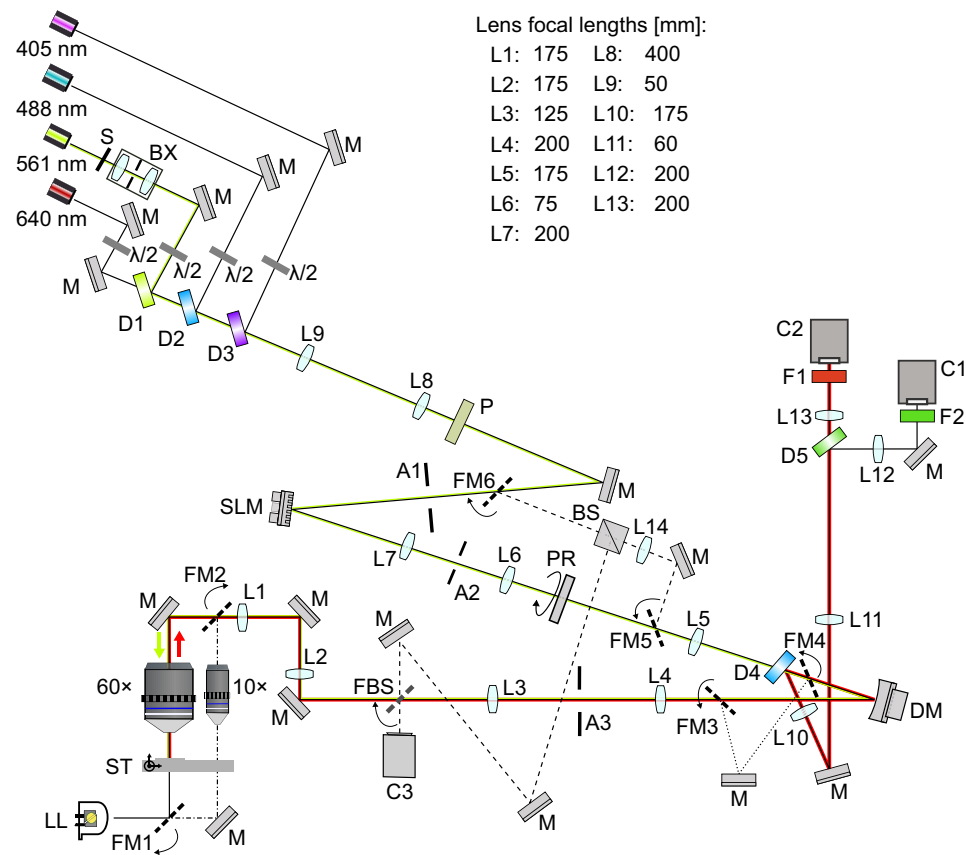 Lens focal lengths [mm]:
L1: 175 L8: 400
L2: 175 L9: 50
L3: 125 L10: 175
L4: 200 L11: 60
L5: 175 L12: 200
L6: 75 L13: 200
L7: 200
405 nm
488 nm
561 nm
640 nm
S
BX
M
M
M
M
M
λ/2
λ/2
λ/2
λ/2
D1
D2
D3
L9
L8
P
M
A1
FM6
SLM
BS
L14
M
L7
A2
L6
PR
FM5
L5
D4
FM4
C2
C1
F1
F2
L13
D5
L12
M
L11
FM2
L1
M
M
L2
M
60×
10×
M
FBS
L3
A3
L4
FM3
L10
DM
C3
M
M
M
ST
LL
FM1
M